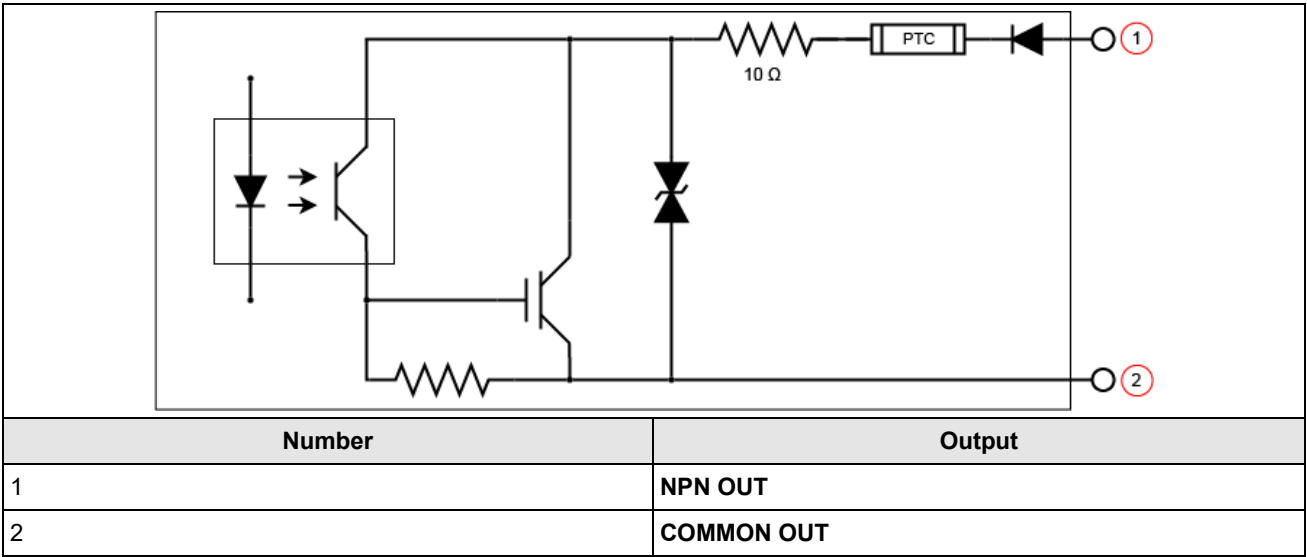 PTC
1
10 Ω
2
Number Output
1 NPN OUT
2 COMMON OUT